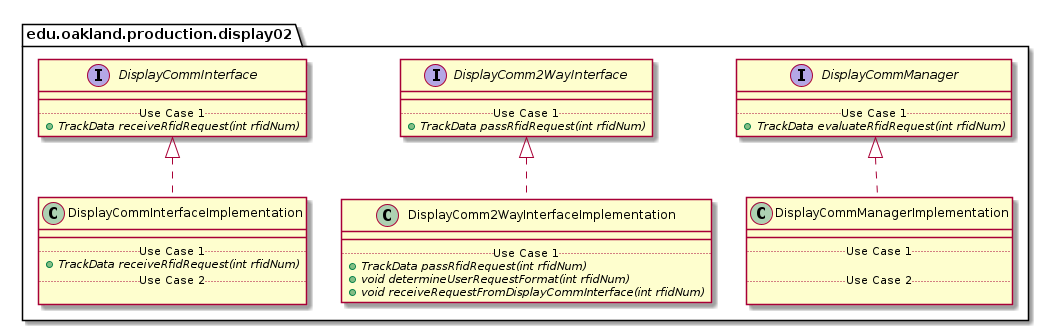 edu.oakland.production.display02
I DisplayCommInterface
Use Case 1
TrackData receiveRfidRequest(int rfidNum)
I DisplayComm2WayInterface
Use Case 1
TrackData passRfidRequest(int rfidNum)
I DisplayCommManager
Use Case 1
TrackData evaluateRfidRequest(int rfidNum)
C DisplayCommInterfaceImplementation
Use Case 1
TrackData receiveRfidRequest(int rfidNum)
Use Case 2
C DisplayComm2WayInterfaceImplementation
Use Case 1
TrackData passRfidRequest(int rfidNum)
void determineUserRequestFormat(int rfidNum)
void receiveRequestFromDisplayCommInterface(int rfidNum)
C DisplayCommManagerImplementation
Use Case 1
Use Case 2